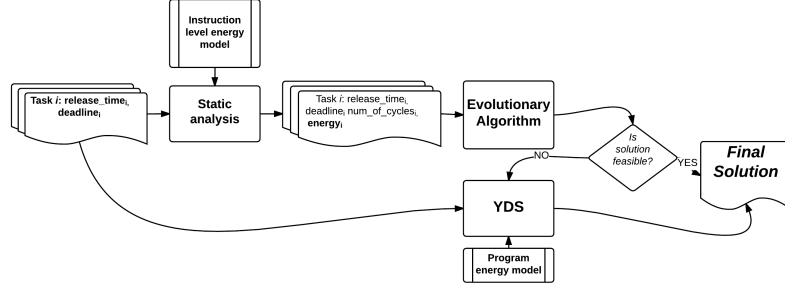 Instruction
level energy
model
Task i: release_timei,
deadlinei
Static
analysis
Task i: release_timei,
deadlinei num_of_cyclesi,
energyi
Evolutionary
Algorithm
Is
solution
feasible?
NO
YES
Final
Solution
YDS
Program
energy model